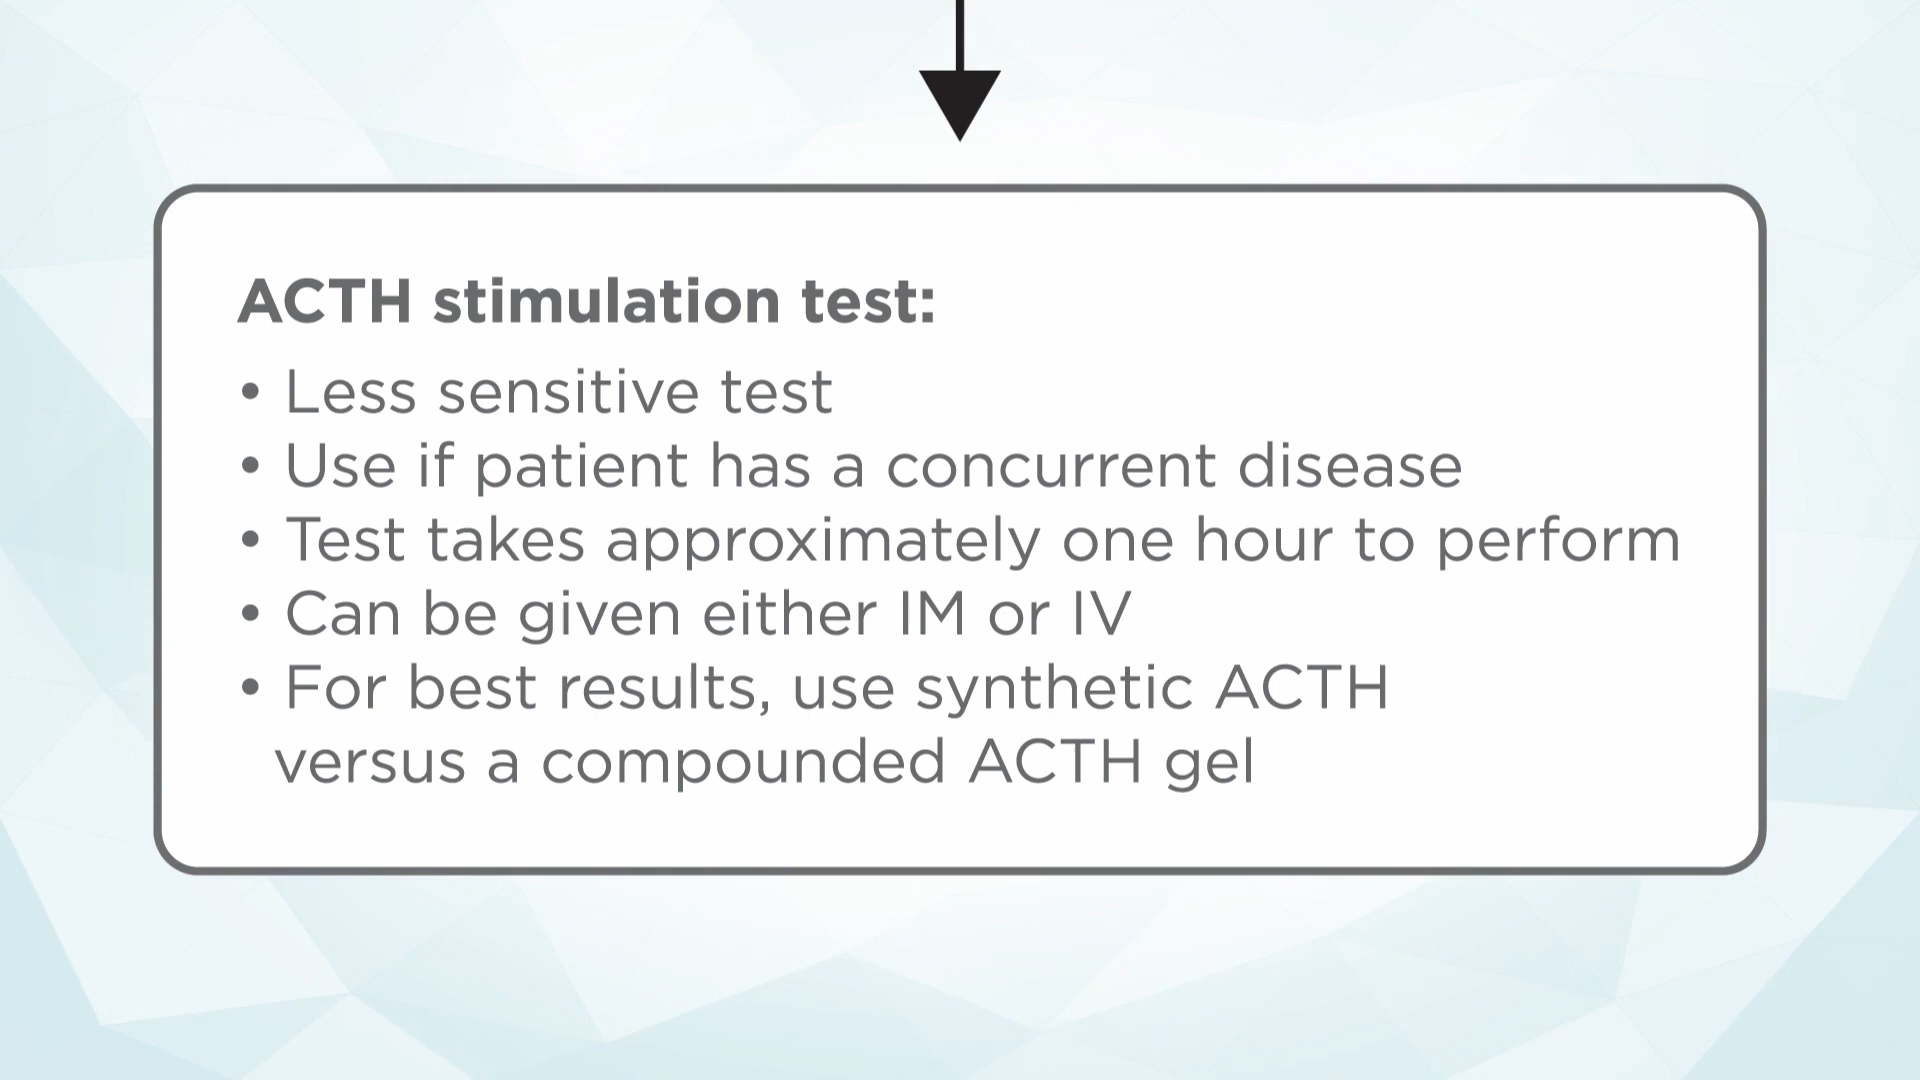 ACTH stimulation test:
• Less sensitive test
• Use if patient has a concurrent disease
• Test takes approximately one hour to perform
• Can be given either IM or IV
• For best results, use synthetic ACTH
versus a compounded ACTH gel